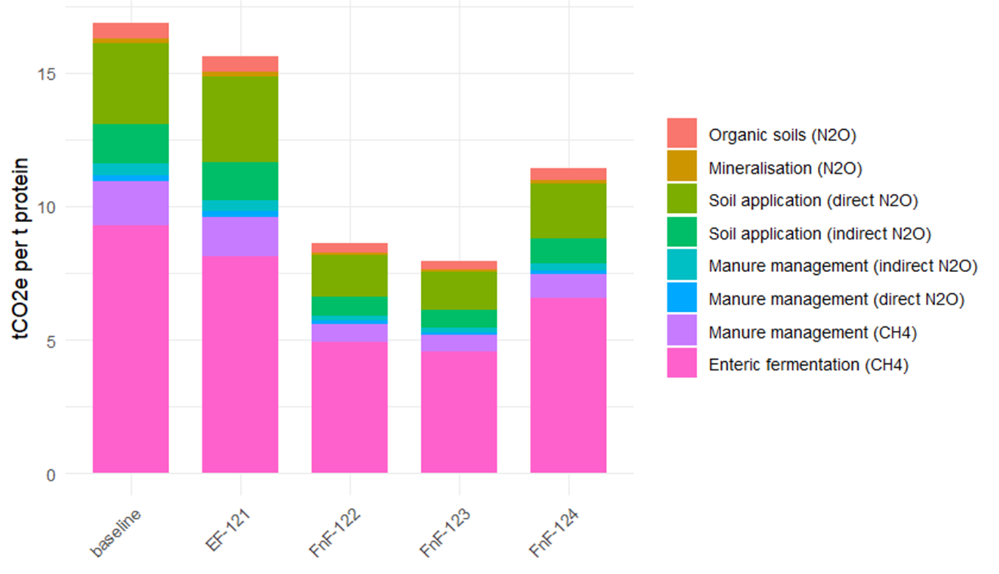 tCO2e per t protein
15
10
5
0
baseline
EF-121
FnF-122
FnF-123
FnF-124
Organic soils (N2O)
Mineralisation (N2O)
Soil application (direct N2O)
Soil application (indirect N2O)
Manure management (indirect N2O)
Manure management (direct N2O)
Manure management (CH4)
Enteric fermentation (CH4)